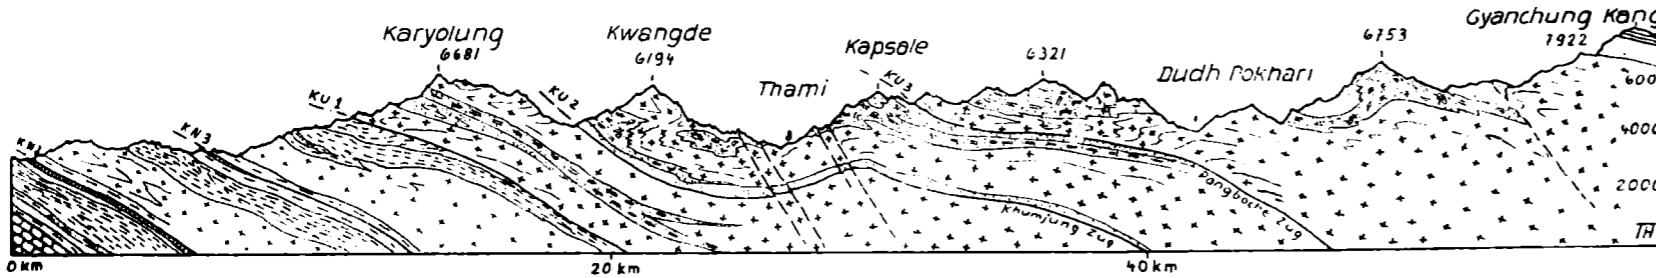 Karyolung
6681
Kwangde
6194
Thami
Kapsale
6321
Dudh Pokhari
6753
Gyanchung Kang
7922
KN1
KN3
KU1
KU2
KU3
6000
4000
2000
Khumjung Zug
Pangboche Zug
TH
0 km
20 km
40 km